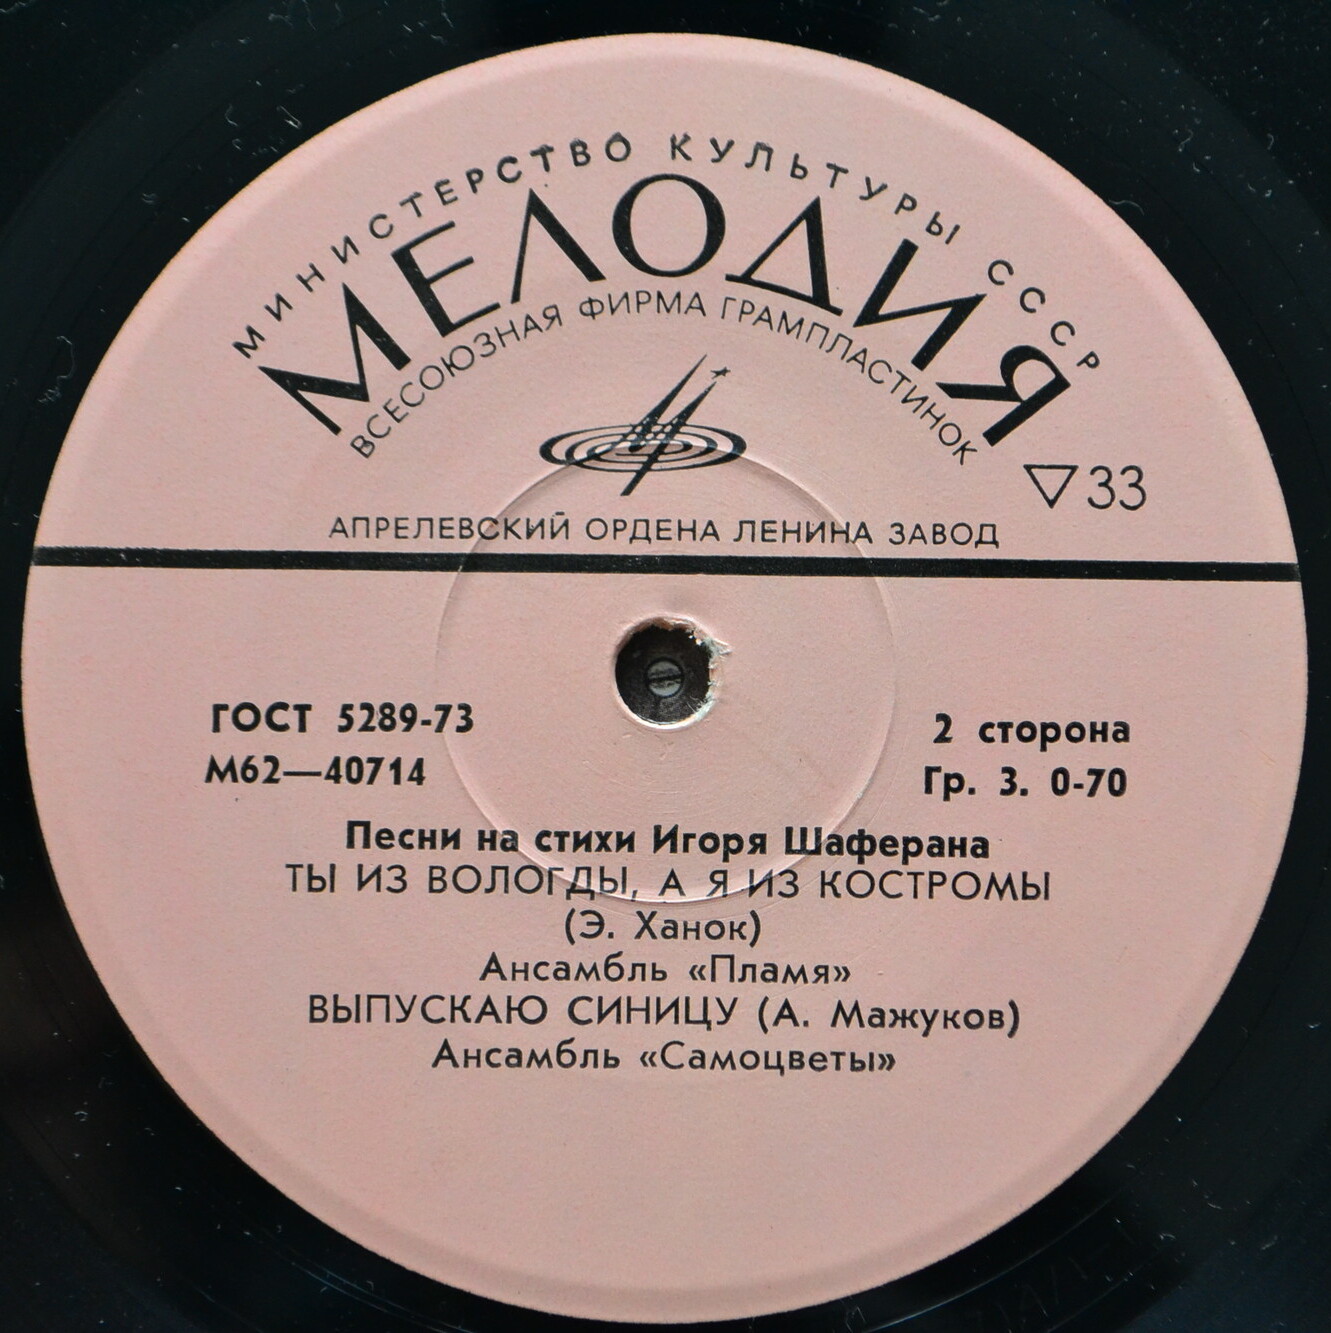 МИНИСТЕРСТВО КУЛЬТУРЫ СССР
МЕЛОДИЯ
ВСЕСОЮЗНАЯ ФИРМА ГРАМПЛАСТИНОК
▽33
АПРЕЛЕВСКИЙ ОРДЕНА ЛЕНИНА ЗАВОД
ГОСТ 5289-73
М62—40714
2 сторона
Гр. 3. 0-70
Песни на стихи Игоря Шаферана
ТЫ ИЗ ВОЛОГДЫ, А Я ИЗ КОСТРОМЫ
(Э. Ханок)
Ансамбль «Пламя»
ВЫПУСКАЮ СИНИЦУ (А. Мажуков)
Ансамбль «Самоцветы»